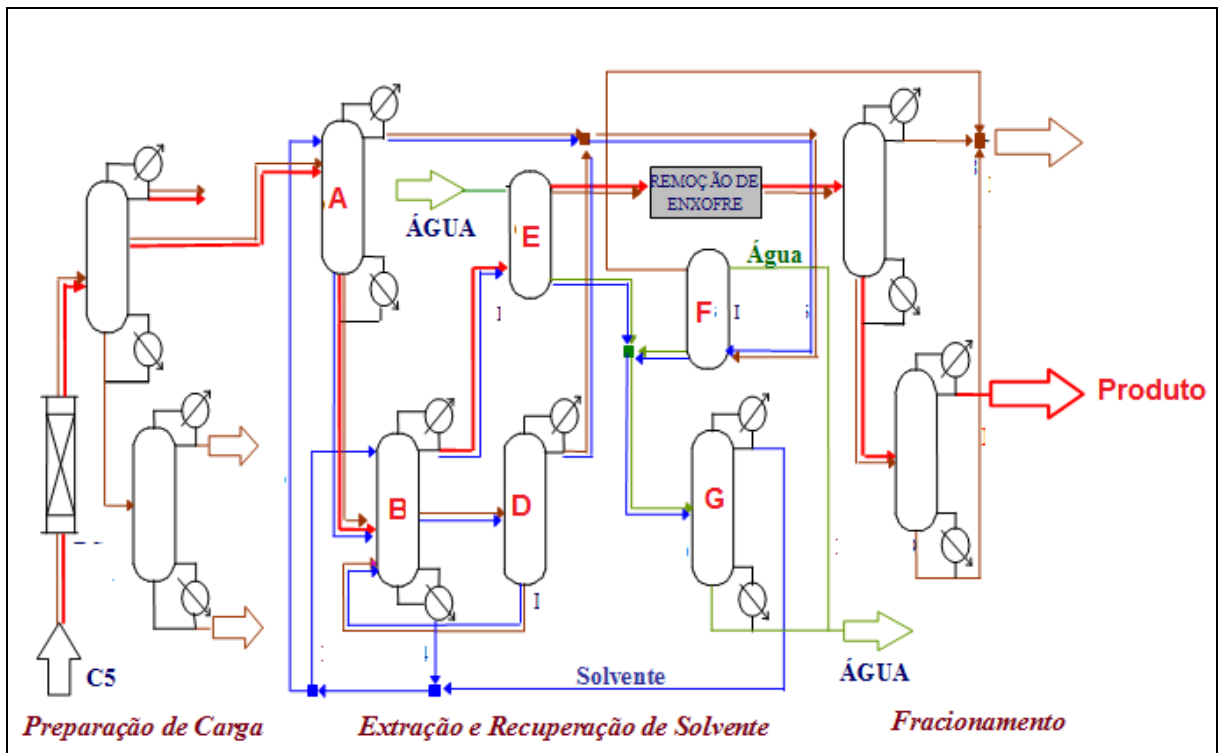 A
ÁGUA
E
REMOÇÃO DE
ENXOFRE
Água
F
I
B
D
G
Produto
I
C5
Solvente
ÁGUA
Preparação de Carga
Extração e Recuperação de Solvente
Fracionamento